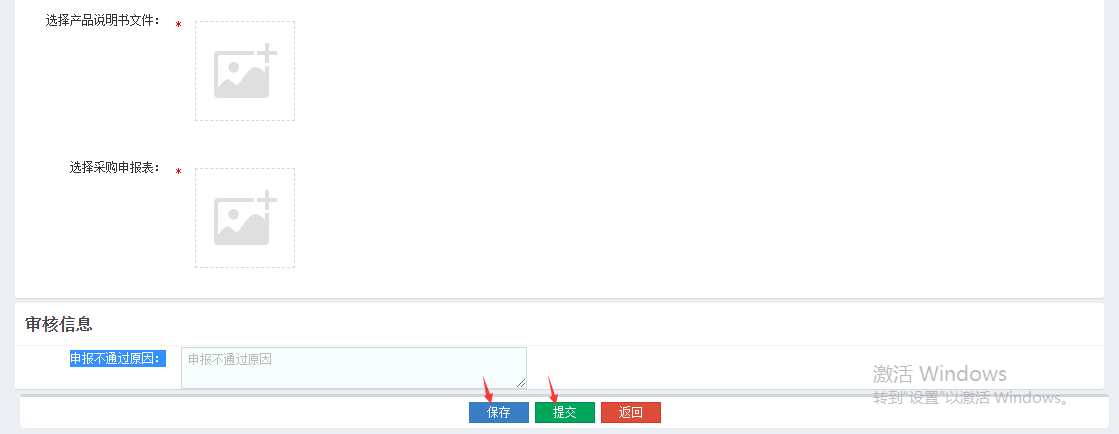 选择产品说明书文件： *
选择采购申报表： *
审核信息
申报不通过原因： 申报不通过原因
激活 Windows
转到"设置"以激活 Windows。
保存 提交 返回